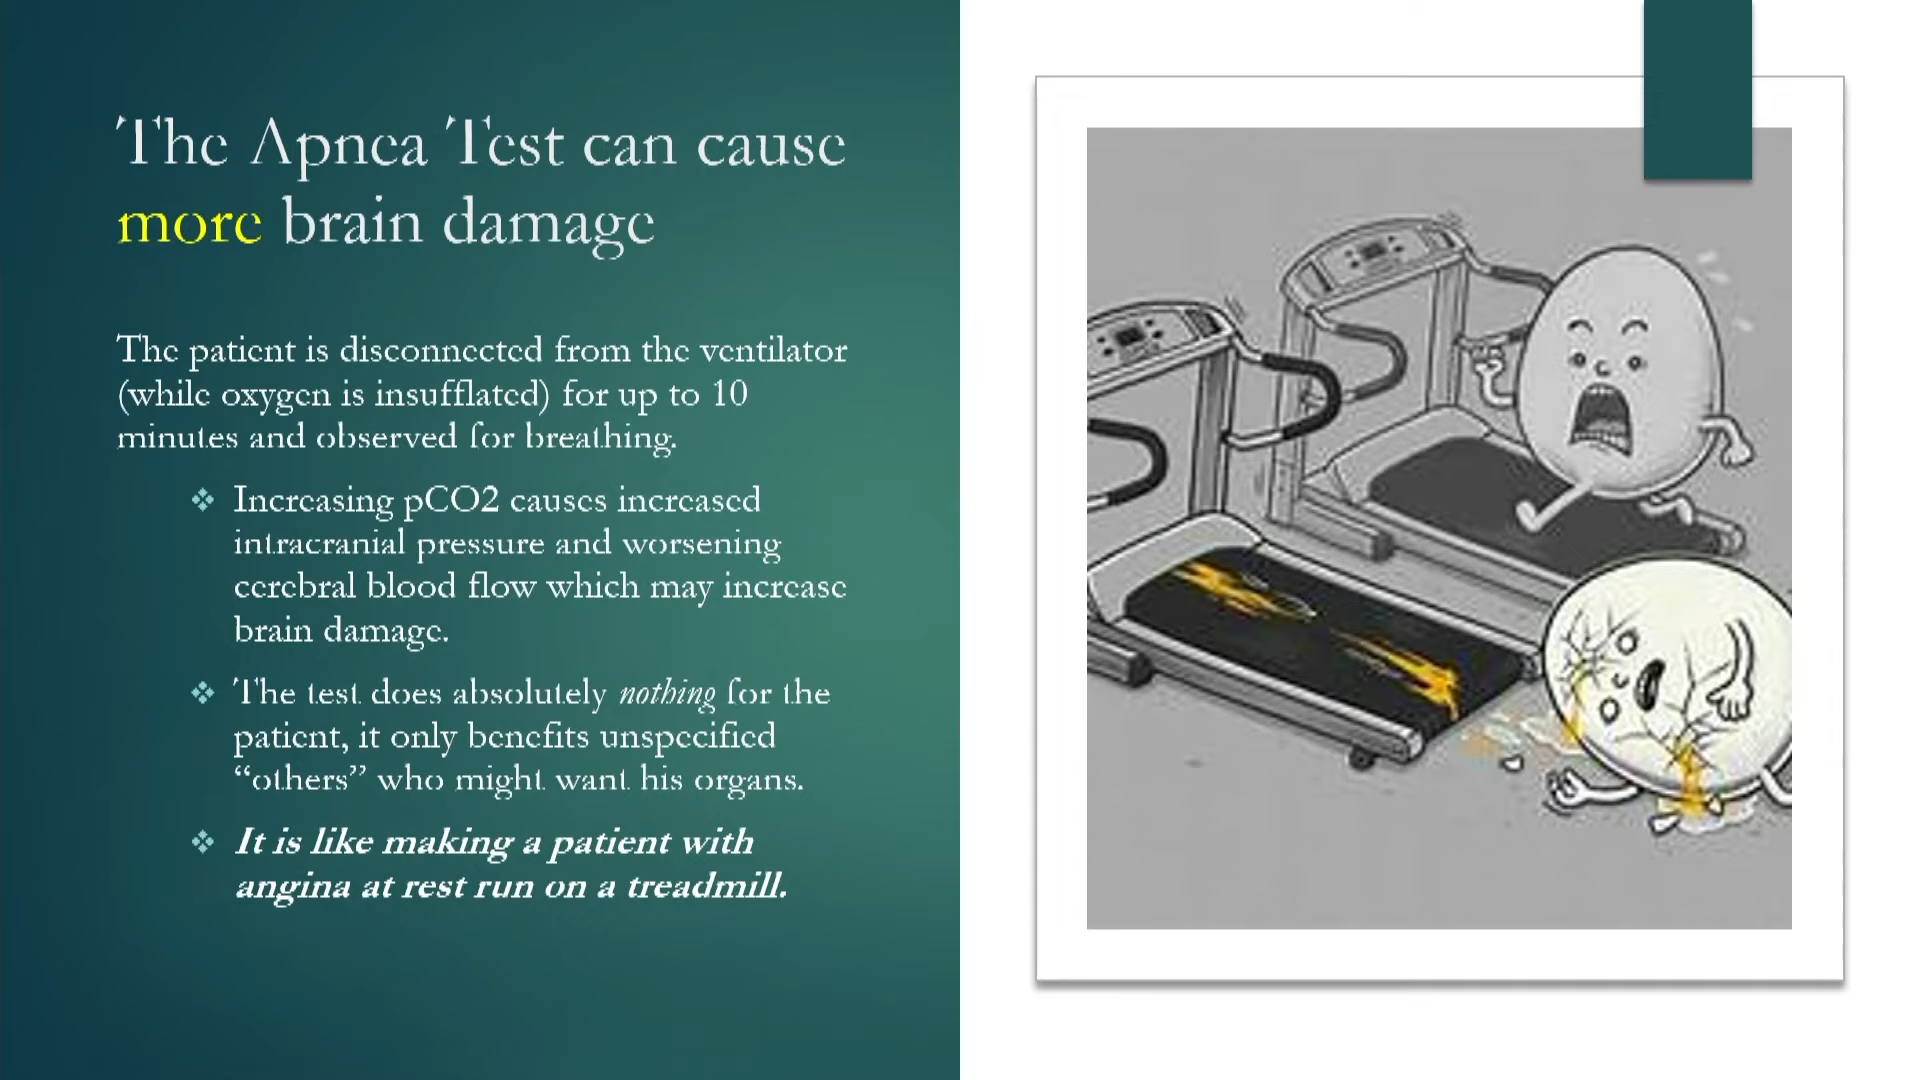 The Apnea Test can cause
more brain damage
The patient is disconnected from the ventilator
(while oxygen is insufflated) for up to 10
minutes and observed for breathing.
❖ Increasing pCO2 causes increased
intracranial pressure and worsening
cerebral blood flow which may increase
brain damage.
❖ The test does absolutely nothing for the
patient, it only benefits unspecified
“others” who might want his organs.
❖ It is like making a patient with
angina at rest run on a treadmill.